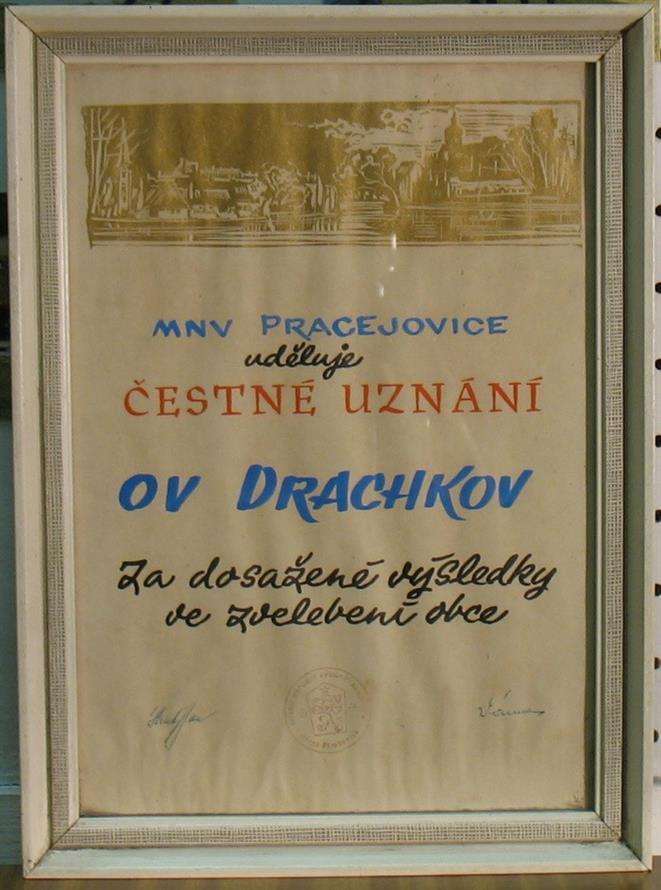 MNV PRACEJOVICE
uděluje
ČESTNÉ UZNÁNÍ
OV DRACHKOV
Za dosažené výsledky
ve zvelebení obce